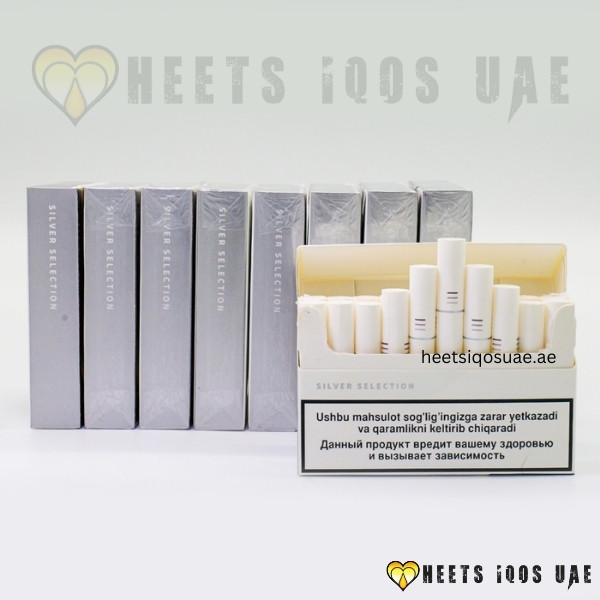 HEETS iQOS UAE
SILVER SELECTION
SILVER SELECTION
SILVER SELECTION
SILVER SELECTION
SILVER SELECTION
heetsiqosuae.ae
SILVER SELECTION
Ushbu mahsulot sog'lig'ingizga zarar yetkazadi
va qaramlikni keltirib chiqaradi
Данный продукт вредит вашему здоровью
и вызывает зависимость
HEETS iQOS UAE